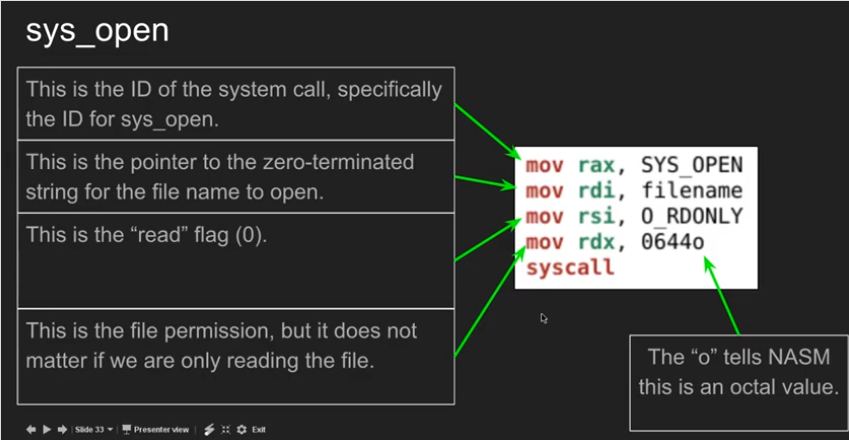 sys_open
This is the ID of the system call, specifically
the ID for sys_open.
This is the pointer to the zero-terminated
string for the file name to open.
This is the “read” flag (0).
This is the file permission, but it does not
matter if we are only reading the file.
mov rax, SYS_OPEN
mov rdi, filename
mov rsi, O_RDONLY
mov rdx, 0644o
syscall
The “o” tells NASM
this is an octal value.
Slide 33
Presenter view
Exit